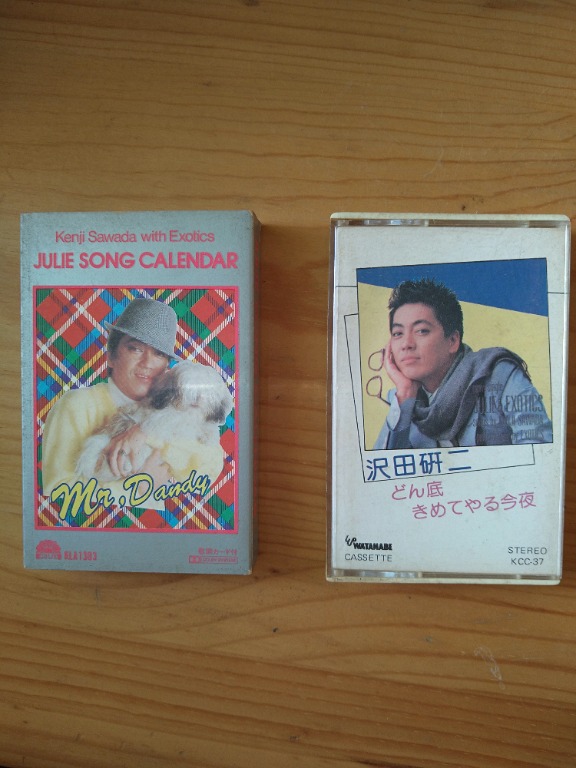 Kenji Sawada with Exotics
JULIE SONG CALENDAR
Mr. Dandy
沢田研二
どん底
きめてやる今夜
WATANABE
CASSETTE
STEREO
KCC-37